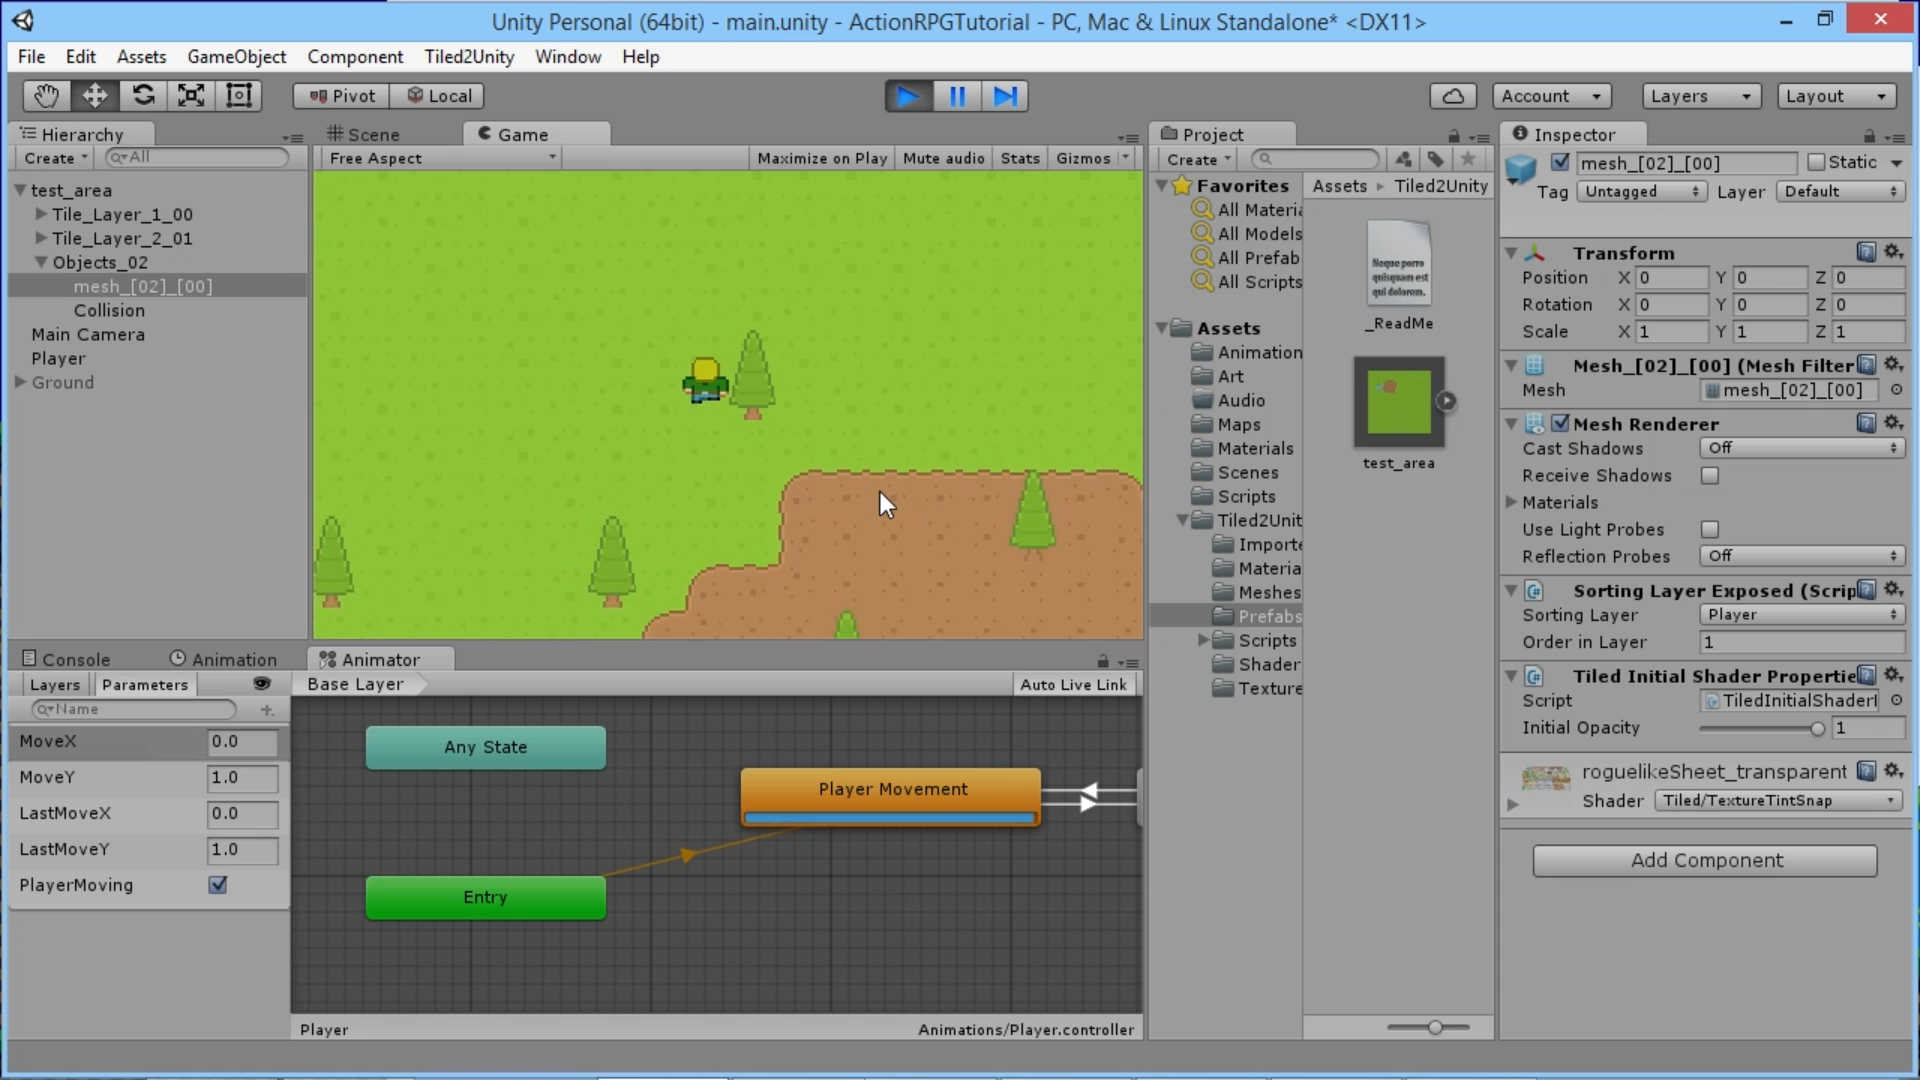 Unity Personal (64bit) - main.unity - ActionRPGTutorial - PC, Mac & Linux Standalone* <DX11>
File Edit Assets GameObject Component Tiled2Unity Window Help
Pivot Local Account Layers Layout
Hierarchy
Create All
test_area
Tile_Layer_1_00
Tile_Layer_2_01
Objects_02
mesh_[02]_[00]
Collision
Main Camera
Player
Ground
Scene Game
Free Aspect Maximize on Play Mute audio Stats Gizmos
Project
Create
Favorites
All Materia
All Models
All Prefab
All Scripts
Assets
Animation
Art
Audio
Maps
Materials
Scenes
Scripts
Tiled2Unit
Importe
Materia
Meshes
Prefabs
Scripts
Shader
Texture
Assets Tiled2Unity
Neque porro
quisquam est
qui dolorem.
_ReadMe
test_area
Inspector
mesh_[02]_[00] Static
Tag Untagged Layer Default
Transform
Position X 0 Y 0 Z 0
Rotation X 0 Y 0 Z 0
Scale X 1 Y 1 Z 1
Mesh_[02]_[00] (Mesh Filter
Mesh mesh_[02]_[00]
Mesh Renderer
Cast Shadows Off
Receive Shadows
Materials
Use Light Probes
Reflection Probes Off
Sorting Layer Exposed (Scrip
Sorting Layer Player
Order in Layer 1
Tiled Initial Shader Propertie
Script TiledInitialShaderI
Initial Opacity 1
roguelikeSheet_transparent
Shader Tiled/TextureTintSnap
Add Component
Console Animation Animator
Layers Parameters
Name
MoveX 0.0
MoveY 1.0
LastMoveX 0.0
LastMoveY 1.0
PlayerMoving
Base Layer Auto Live Link
Any State
Player Movement
Entry
Player Animations/Player.controller